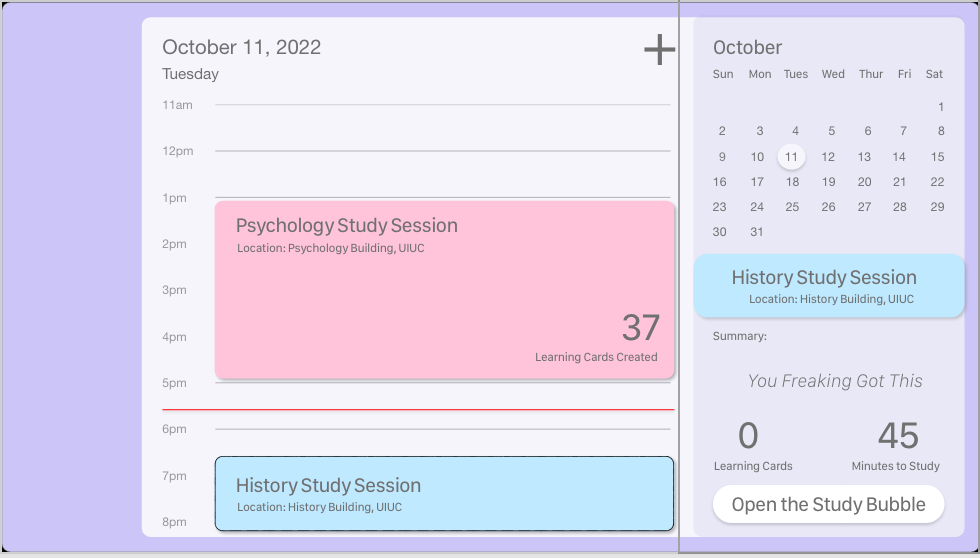 October 11, 2022
Tuesday
11am
12pm
1pm
Psychology Study Session
Location: Psychology Building, UIUC
2pm
3pm
37
4pm
Learning Cards Created
5pm
6pm
7pm
History Study Session
Location: History Building, UIUC
8pm
October
Sun Mon Tues Wed Thur Fri Sat
1
2 3 4 5 6 7 8
9 10 11 12 13 14 15
16 17 18 19 20 21 22
23 24 25 26 27 28 29
30 31
History Study Session
Location: History Building, UIUC
Summary:
You Freaking Got This
0 45
Learning Cards Minutes to Study
Open the Study Bubble